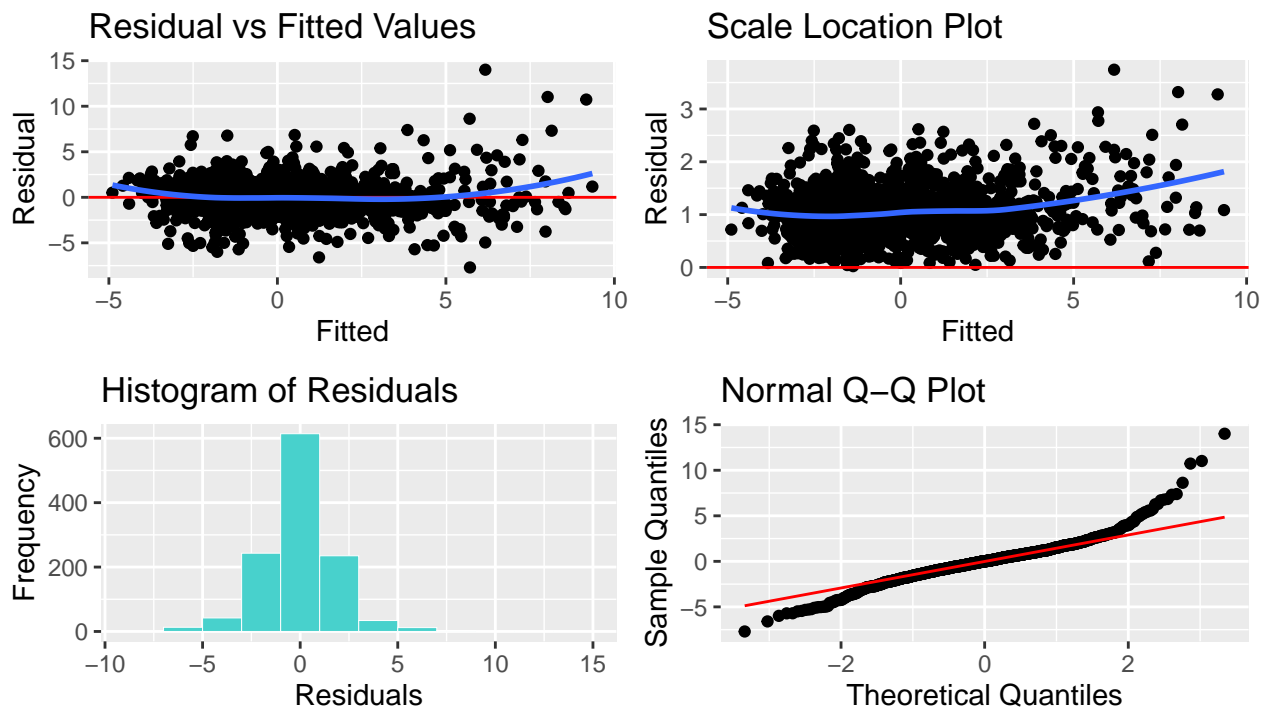 Residual vs Fitted Values
15
10
5
0
−5
Residual
−5 0 5 10
Fitted
Scale Location Plot
3
2
1
0
Residual
−5 0 5 10
Fitted
Histogram of Residuals
600
400
200
0
Frequency
−10 −5 0 5 10 15
Residuals
Normal Q−Q Plot
15
10
5
0
−5
Sample Quantiles
−2 0 2
Theoretical Quantiles